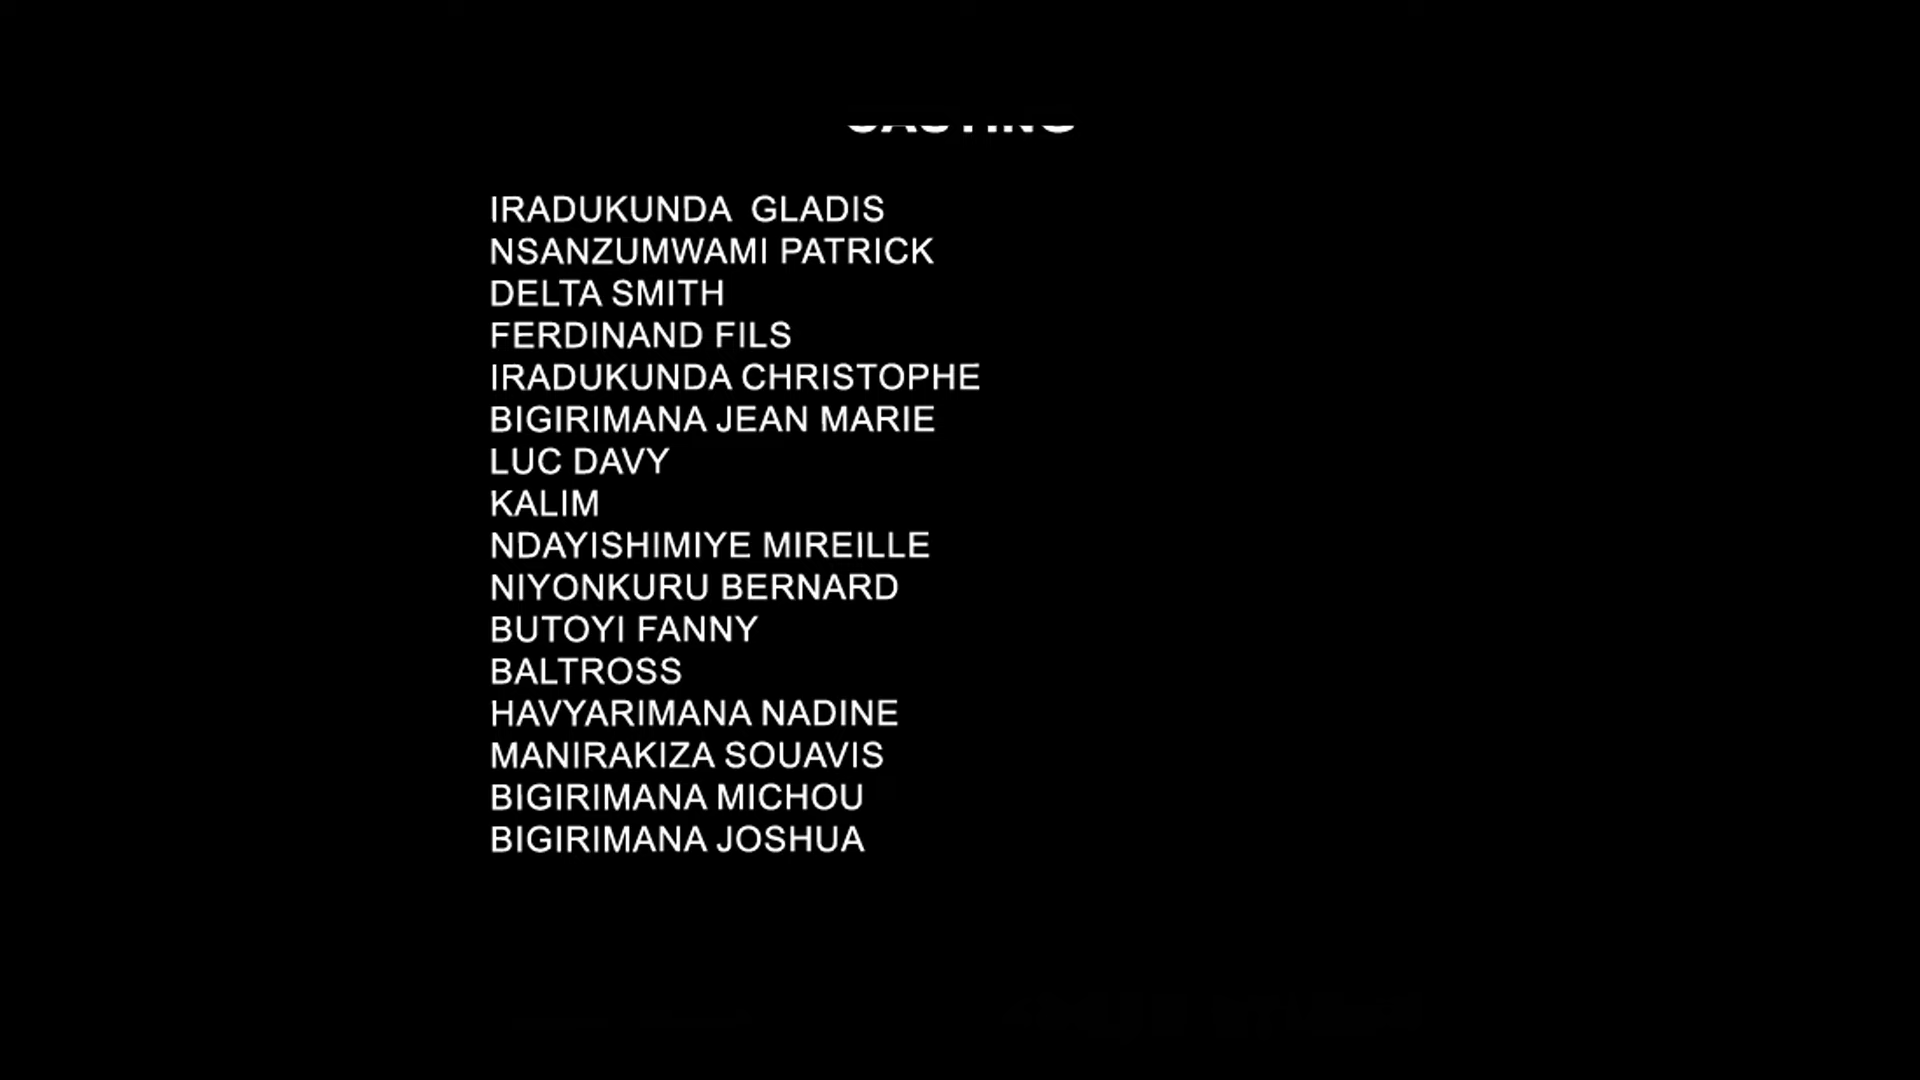 CASTING
IRADUKUNDA  GLADIS
NSANZUMWAMI PATRICK
DELTA SMITH
FERDINAND FILS
IRADUKUNDA CHRISTOPHE
BIGIRIMANA JEAN MARIE
LUC DAVY
KALIM
NDAYISHIMIYE MIREILLE
NIYONKURU BERNARD
BUTOYI FANNY
BALTROSS
HAVYARIMANA NADINE
MANIRAKIZA SOUAVIS
BIGIRIMANA MICHOU
BIGIRIMANA JOSHUA